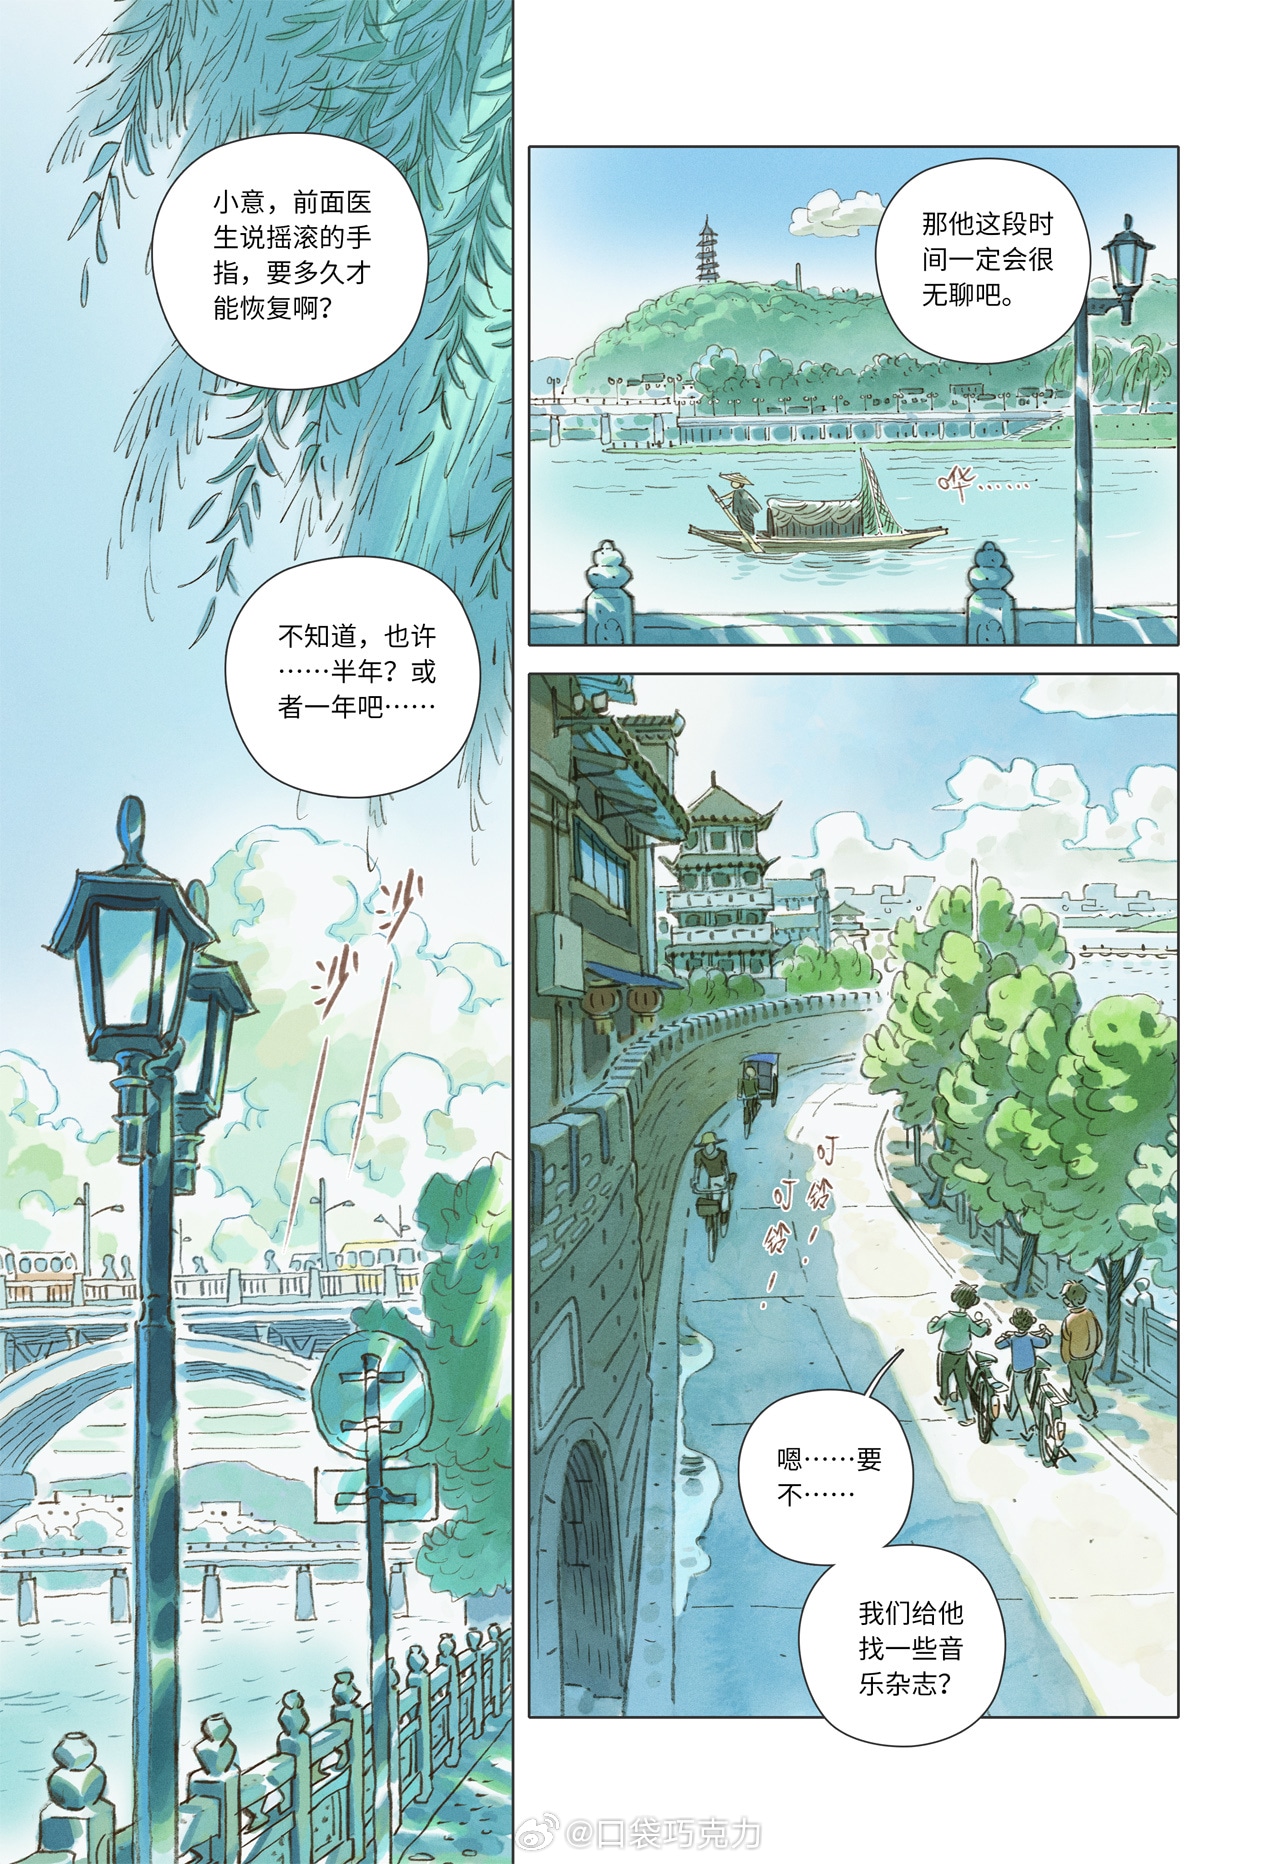 小意，前面医
生说摇滚的手
指，要多久才
能恢复啊？
不知道，也许
……半年？或
者一年吧……
沙
沙
那他这段时
间一定会很
无聊吧。
哗……
叮铃！
叮铃！
嗯……要
不……
我们给他
找一些音
乐杂志？
@口袋巧克力